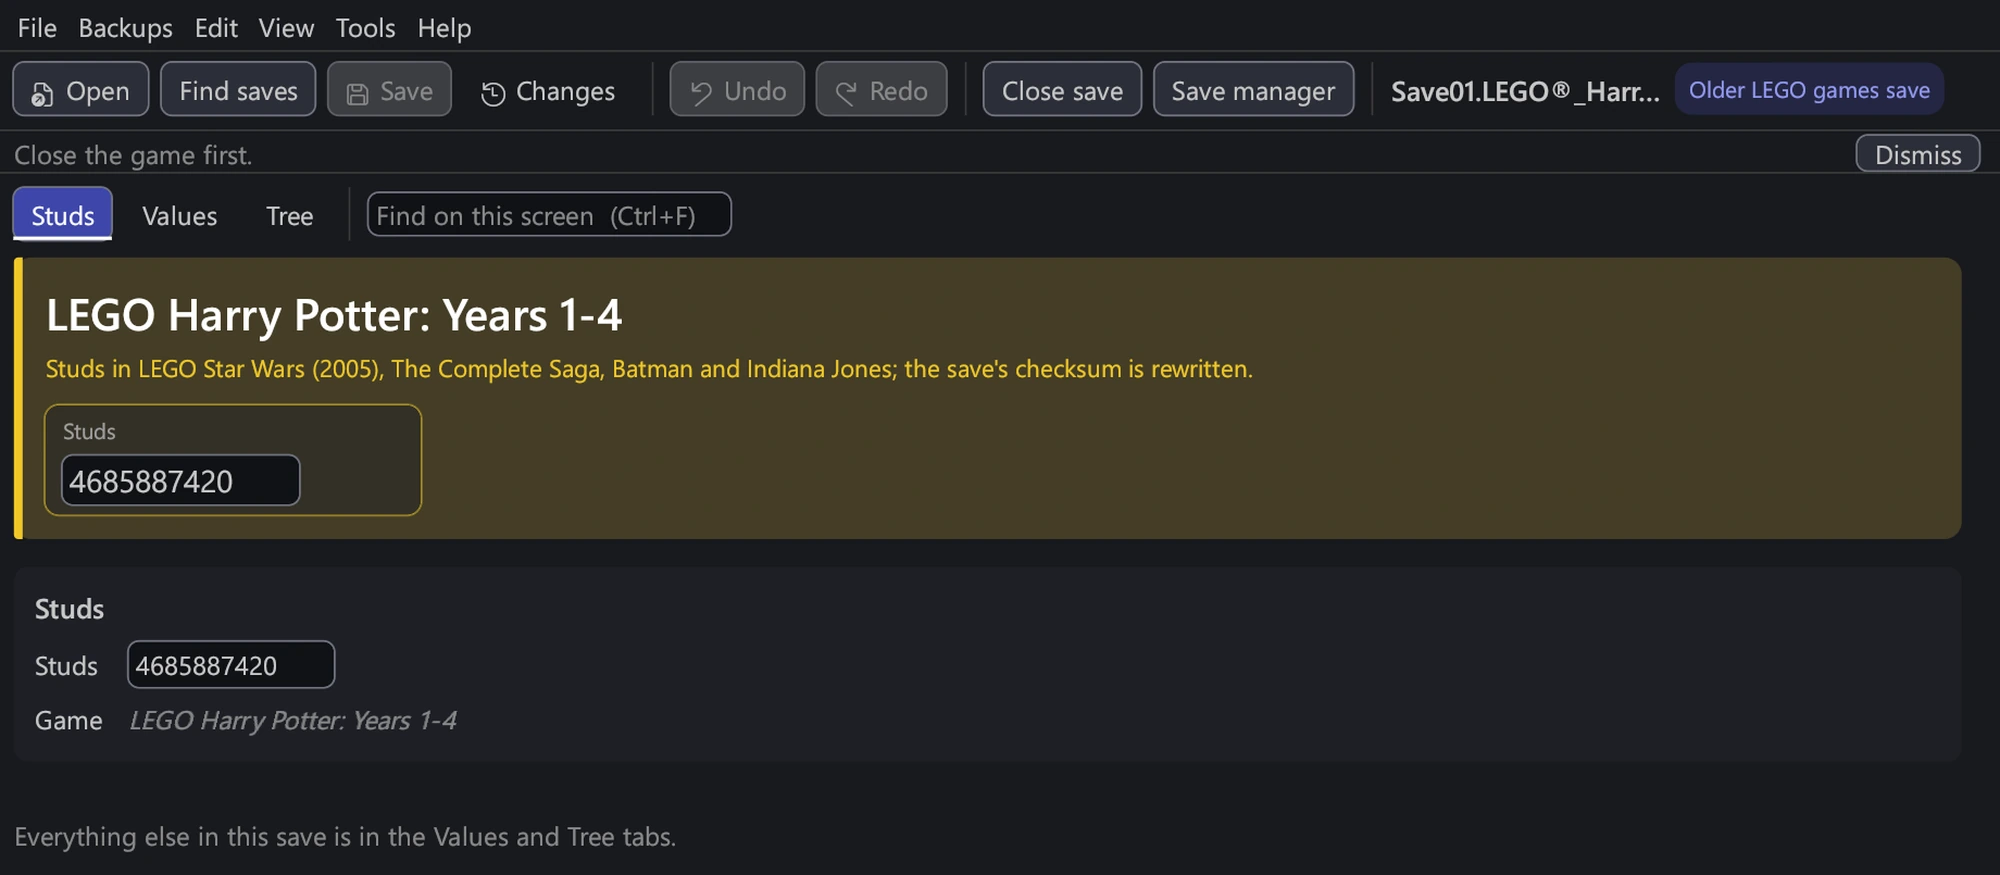 File Backups Edit View Tools Help
Open Find saves Save Changes Undo Redo Close save Save manager Save01.LEGO®_Harr... Older LEGO games save
Close the game first. Dismiss
Studs Values Tree Find on this screen (Ctrl+F)
LEGO Harry Potter: Years 1-4
Studs in LEGO Star Wars (2005), The Complete Saga, Batman and Indiana Jones; the save's checksum is rewritten.
Studs
4685887420
Studs
Studs 4685887420
Game LEGO Harry Potter: Years 1-4
Everything else in this save is in the Values and Tree tabs.